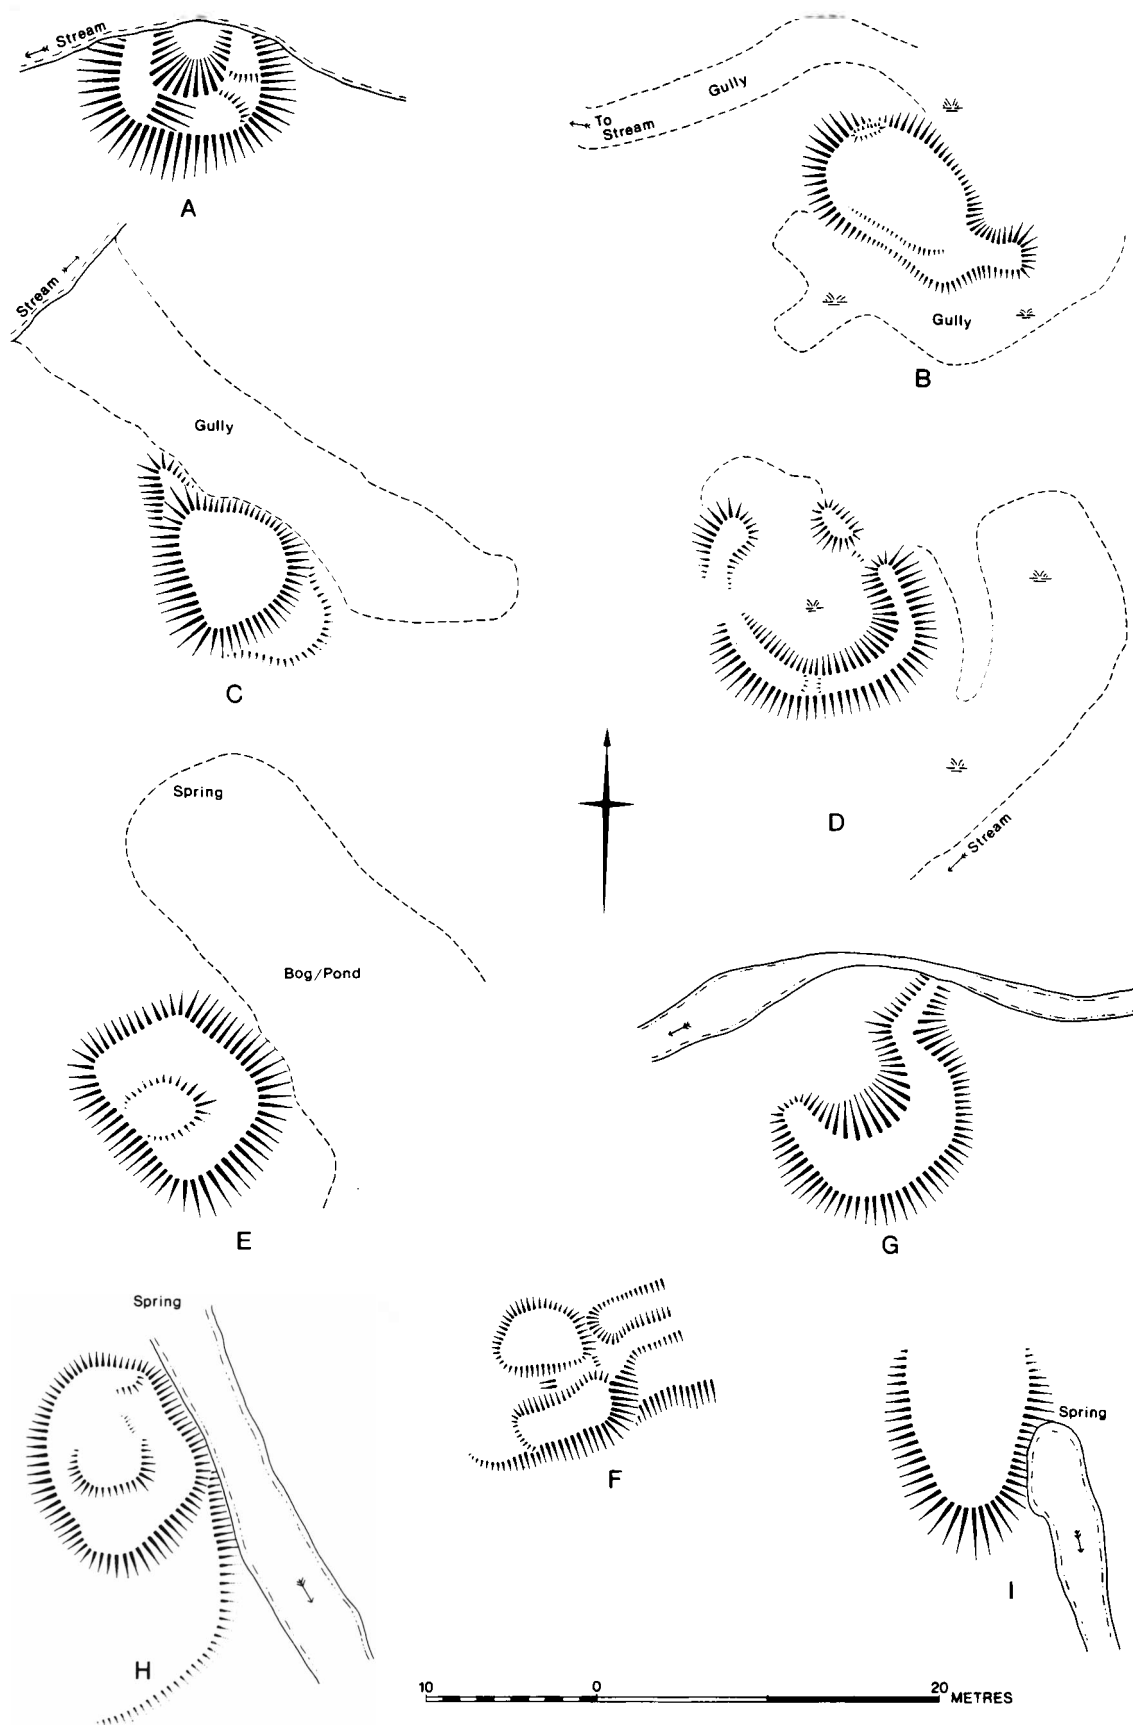 Stream
A
Gully
To
Stream
Gully
B
Stream
Gully
C
D
Stream
Spring
Bog/Pond
E
G
Spring
H
F
Spring
I
10 0 20 METRES